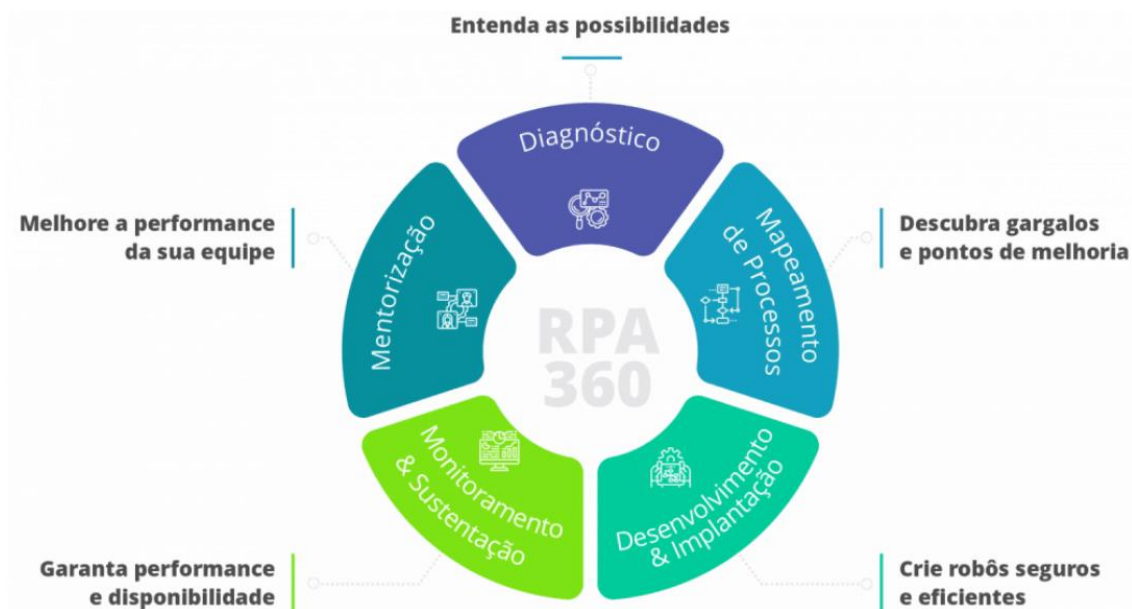 Entenda as possibilidades
Diagnóstico
Mapeamento
de Processos
Descubra gargalos
e pontos de melhoria
Desenvolvimento
& Implantação
Crie robôs seguros
e eficientes
Monitoramento
& Sustentação
Garanta performance
e disponibilidade
Mentorização
Melhore a performance
da sua equipe
RPA
360